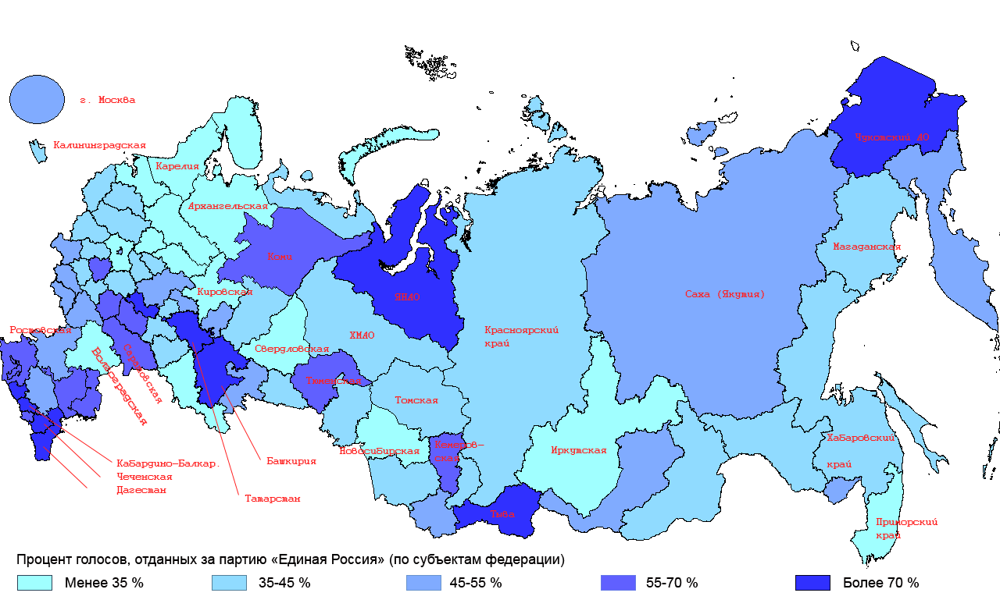 г. Москва
Калининградская
Чукотский АО
Карелия
Архангельская
Магаданская
Коми
Кировская
ЯНАО
Саха (Якутия)
Ростовская
Красноярский
край
ХМАО
Свердловская
Волгоградская
Саратовская
Тюменская
Томская
Новосибирская
Кемеров-
ская
Иркутская
Хабаровский
край
Кабардино-Балкар.
Чеченская
Дагестан
Башкирия
Татарстан
Тыва
Приморский
край
Процент голосов, отданных за партию «Единая Россия» (по субъектам федерации)
Менее 35 % 35-45 % 45-55 % 55-70 % Более 70 %